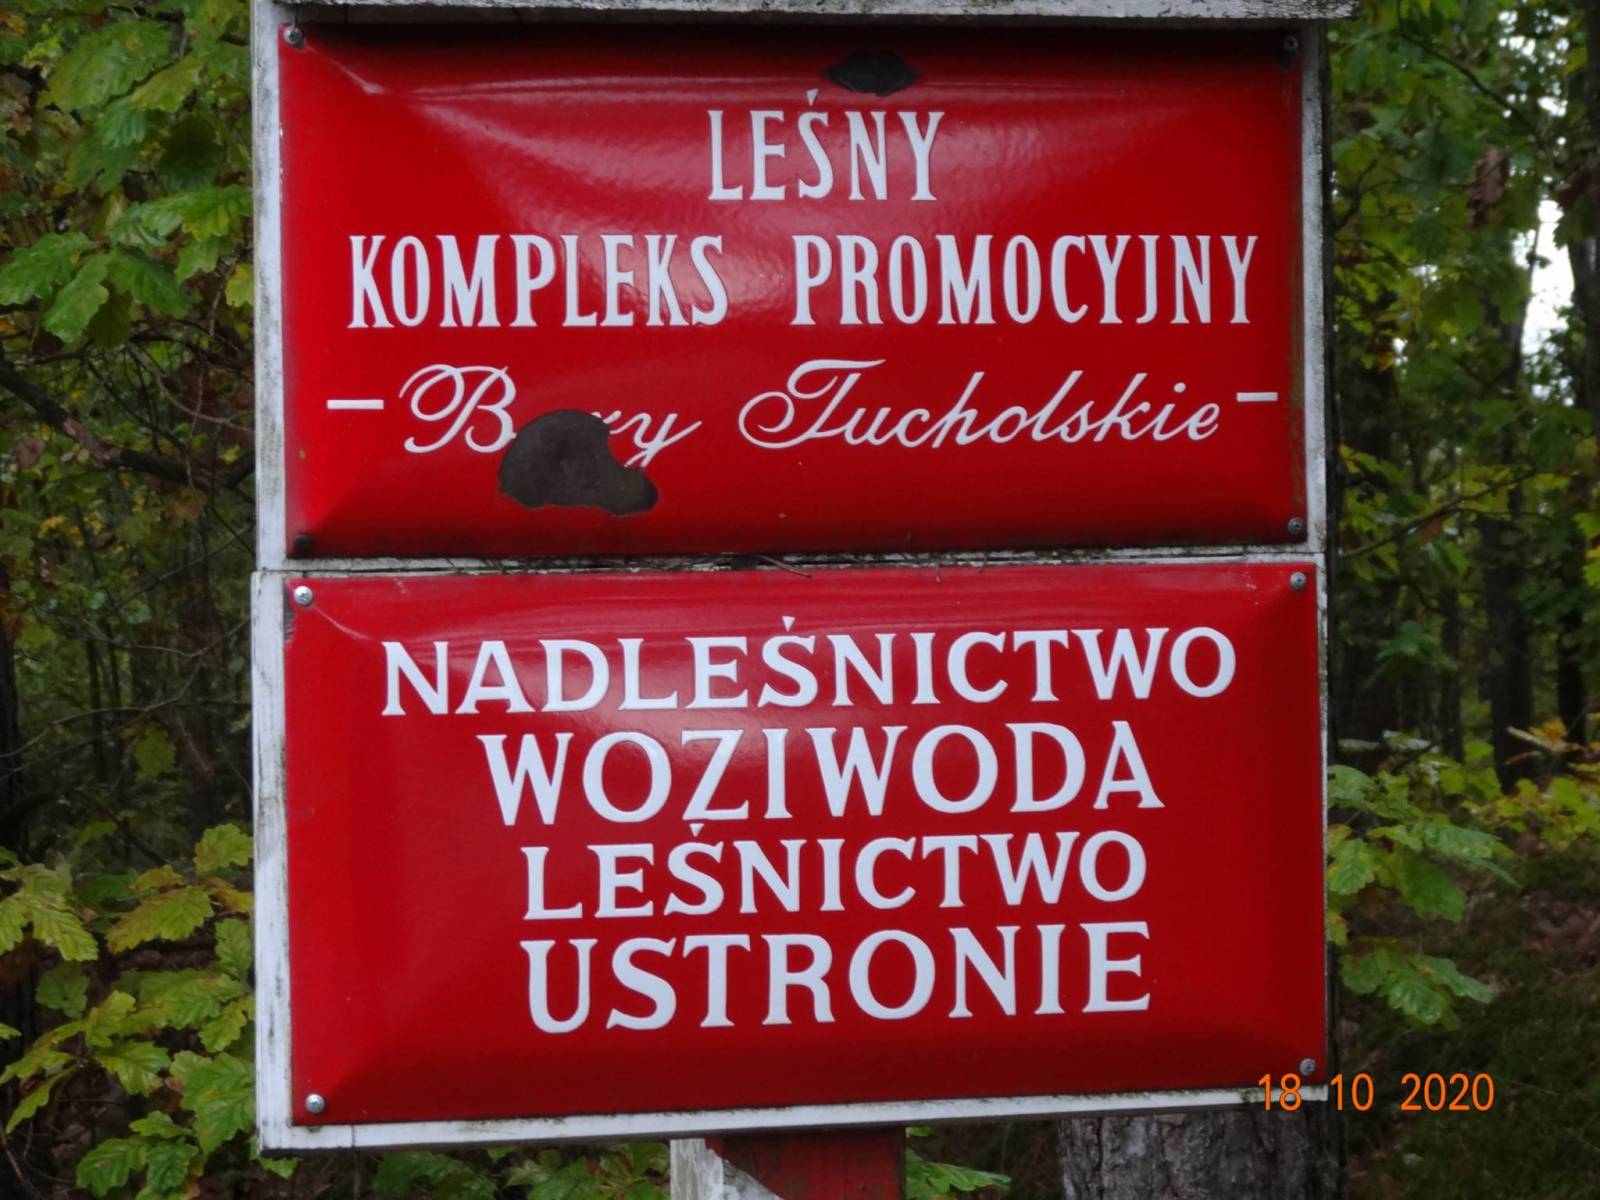 LEŚNY
KOMPLEKS PROMOCYJNY
- Tucholskie -
NADLEŚNICTWO
WOZIWODA
LEŚNICTWO
USTRONIE
18 10 2020